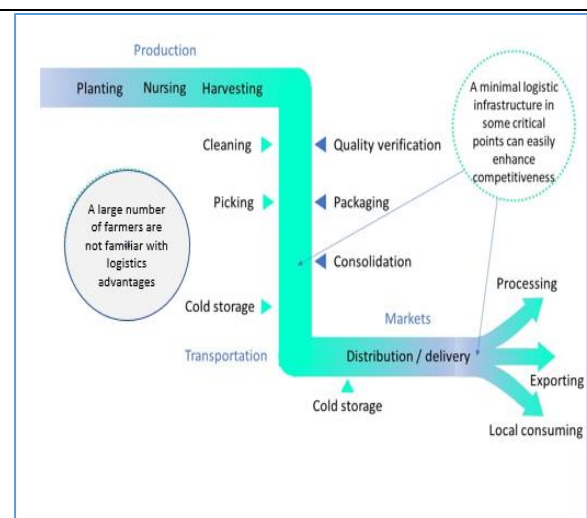 Production
Planting Nursing Harvesting
A minimal logistic
infrastructure in
some critical
points can easily
enhance
competitiveness
Cleaning
Quality verification
Picking
Packaging
A large number
of farmers are
not familiar with
logistics
advantages
Consolidation
Cold storage
Processing
Markets
Transportation
Distribution / delivery
Exporting
Cold storage
Local consuming